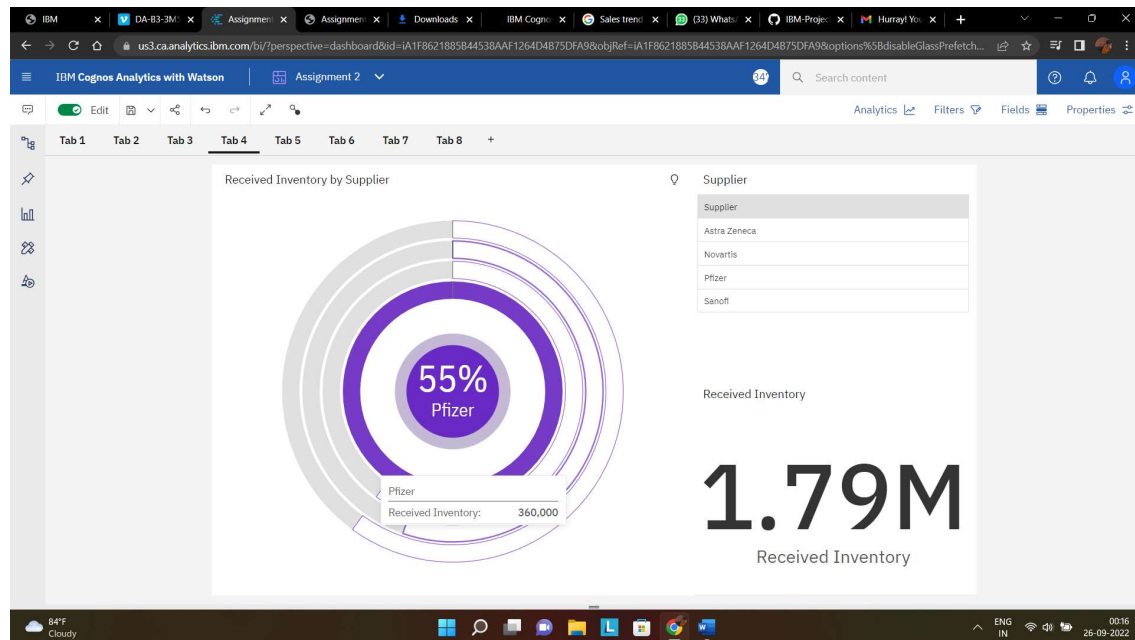 IBM
DA-B3-3M
Assignment
Assignmen
Downloads
IBM Cogno
Sales trend
(33) Whats
IBM-Projec
Hurray! You
us3.ca.analytics.ibm.com/bi/?perspective=dashboard&id=iA1F8621885B44538AAF1264D4B75DFA9&objRef=iA1F8621885B44538AAF1264D4B75DFA9&options%5BdisableGlassPrefetch...
IBM Cognos Analytics with Watson
Assignment 2
Search content
Edit
Analytics
Filters
Fields
Properties
Tab 1
Tab 2
Tab 3
Tab 4
Tab 5
Tab 6
Tab 7
Tab 8
+
Received Inventory by Supplier
55%
Pfizer
Pfizer
Received Inventory: 360,000
Supplier
Supplier
Astra Zeneca
Novartis
Pfizer
Sanofi
Received Inventory
1.79M
Received Inventory
84°F
Cloudy
ENG
IN
00:16
26-09-2022